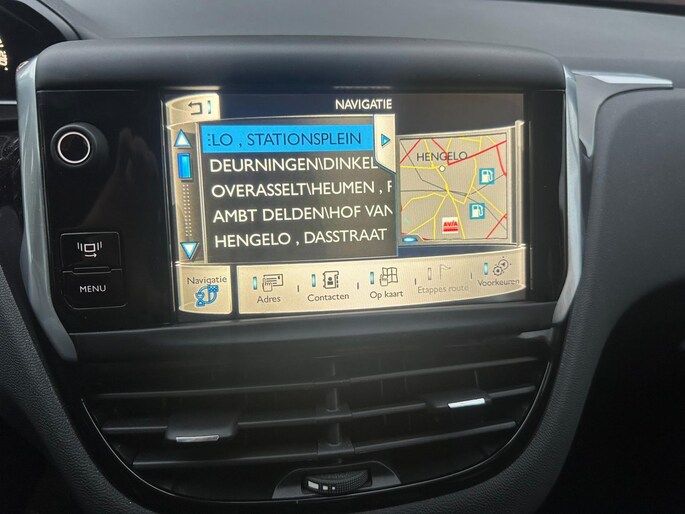 NAVIGATIE
:LO , STATIONSPLEIN
DEURNINGEN\DINKEL
OVERASSELT\HEUMEN , F
AMBT DELDEN\HOF VAN
HENGELO , DASSTRAAT
HENGELO
AVIA
MENU
Navigatie
Adres
Contacten
Op kaart
Etappes route
Voorkeuren